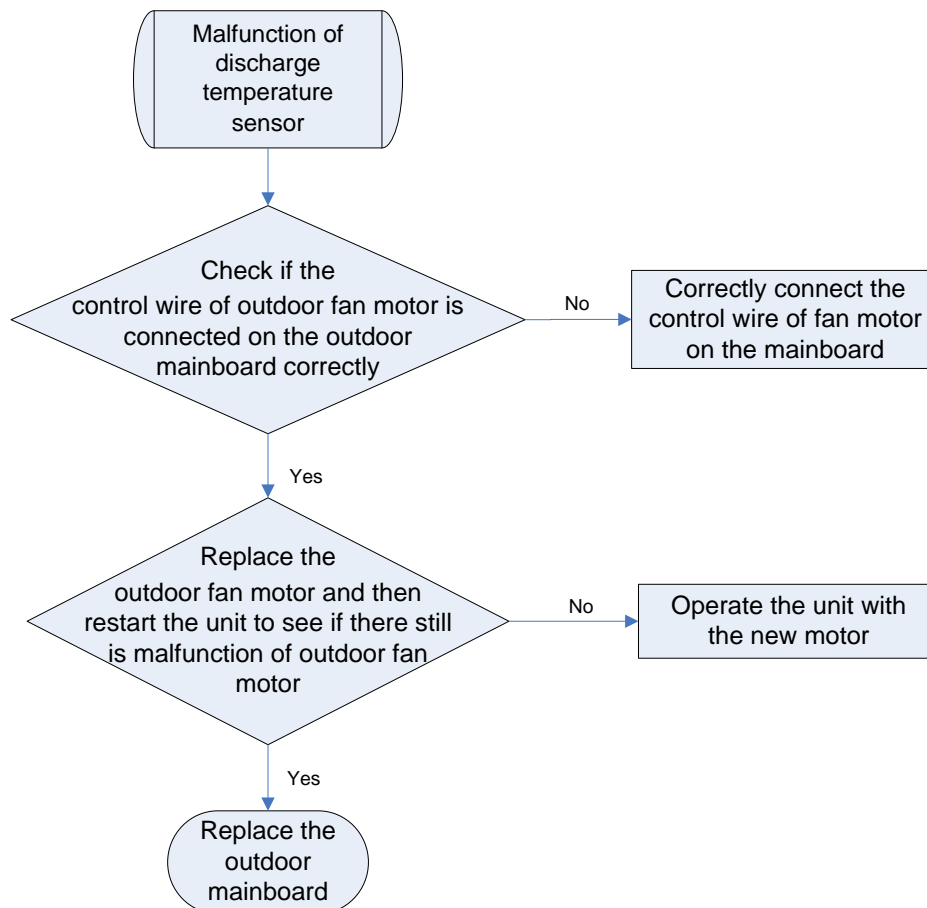 Malfunction of
discharge
temperature
sensor
Check if the
control wire of outdoor fan motor is
connected on the outdoor
mainboard correctly
No
Correctly connect the
control wire of fan motor
on the mainboard
Yes
Replace the
outdoor fan motor and then
restart the unit to see if there still
is malfunction of outdoor fan
motor
No
Operate the unit with
the new motor
Yes
Replace the
outdoor
mainboard